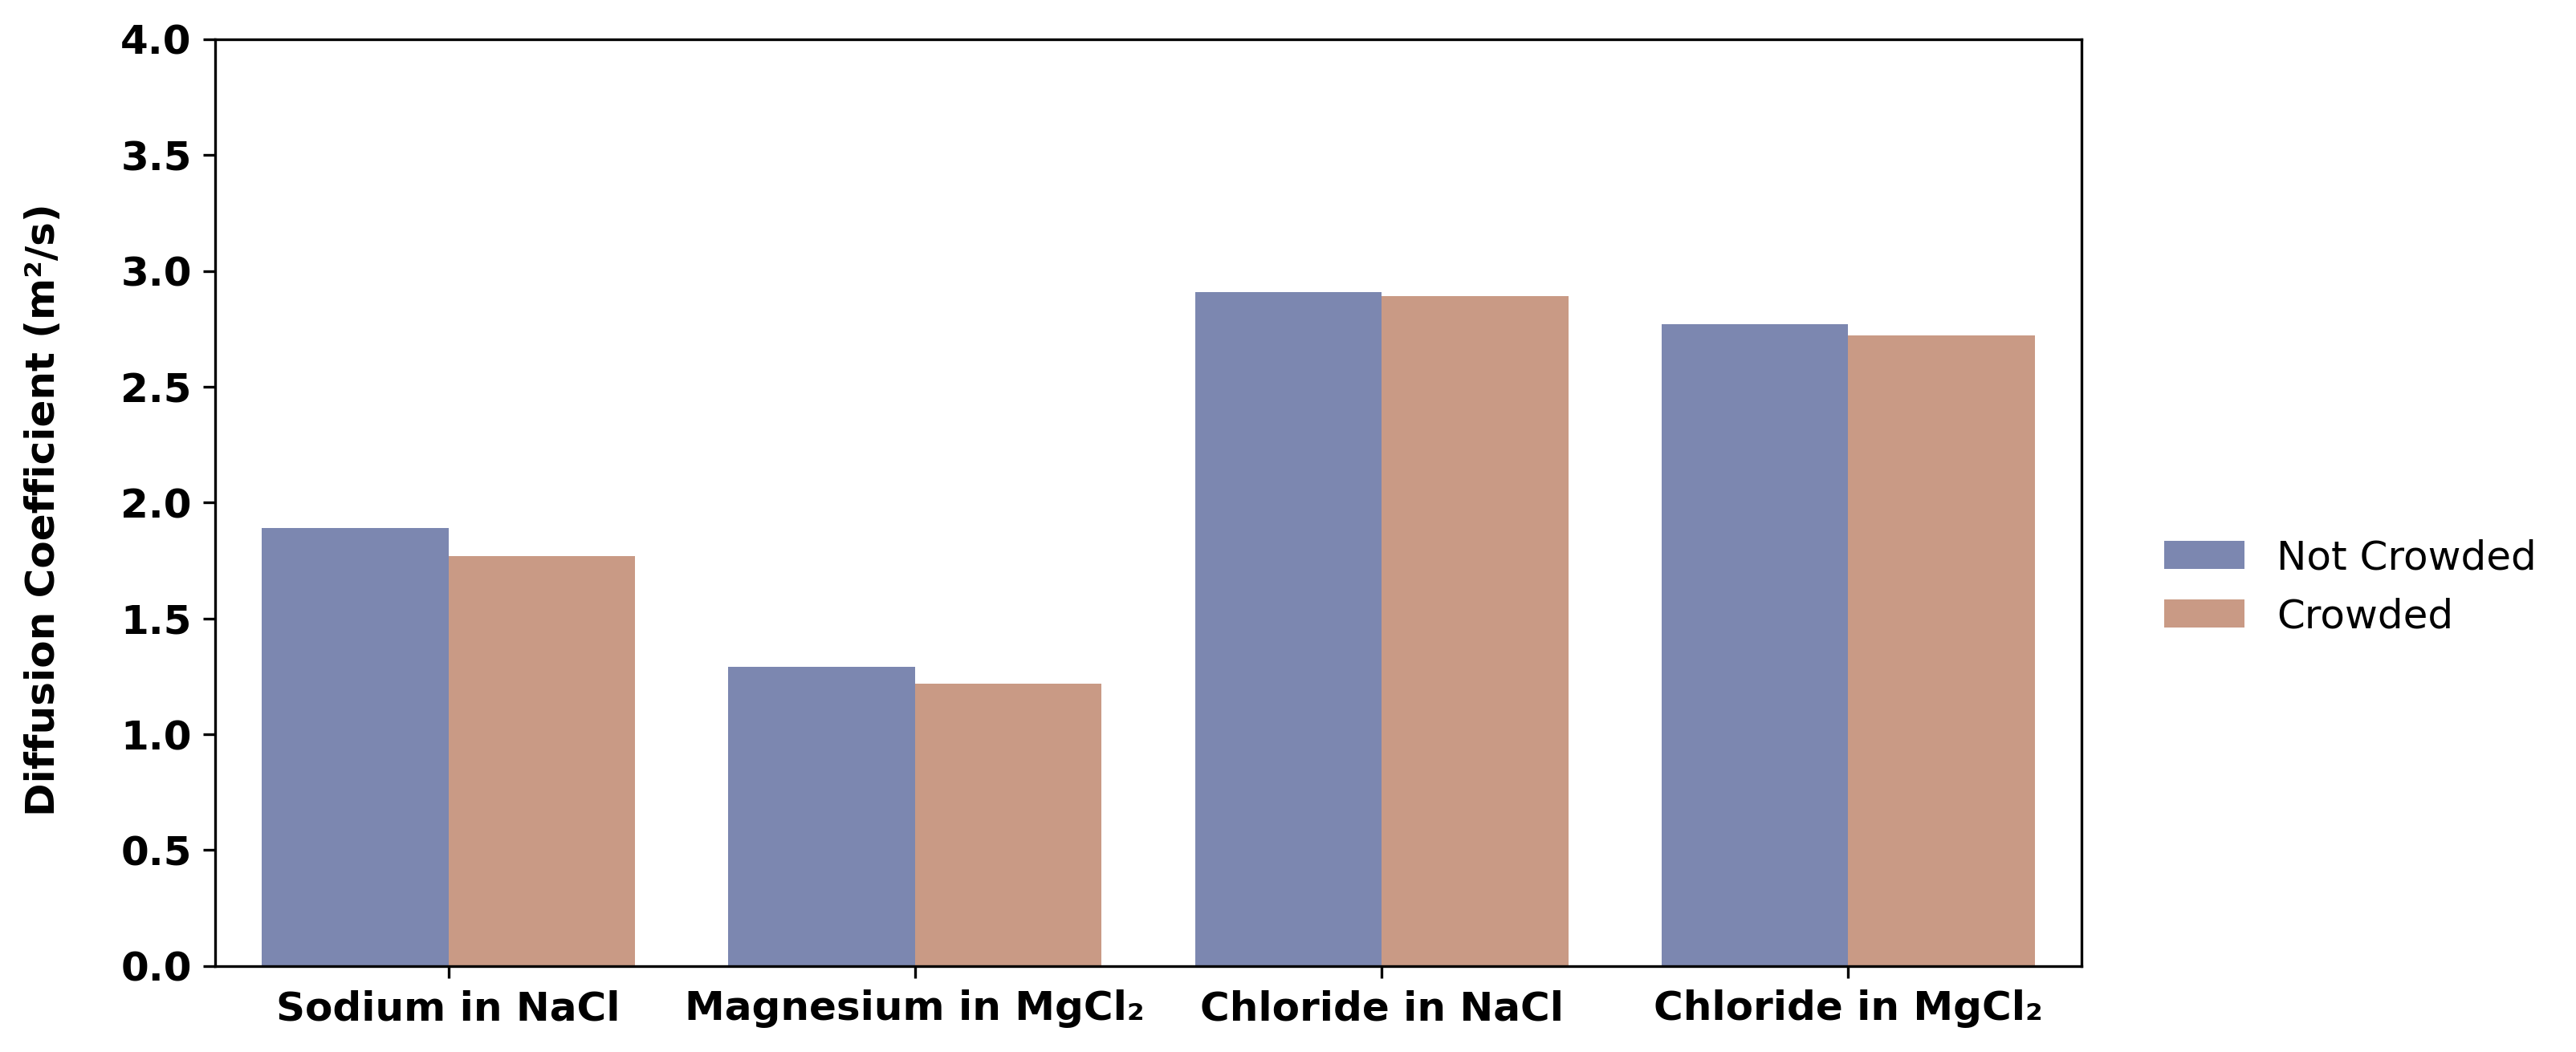 Diffusion Coefficient (m²/s)
4.0
3.5
3.0
2.5
2.0
1.5
1.0
0.5
0.0
Sodium in NaCl
Magnesium in MgCl₂
Chloride in NaCl
Chloride in MgCl₂
Not Crowded
Crowded